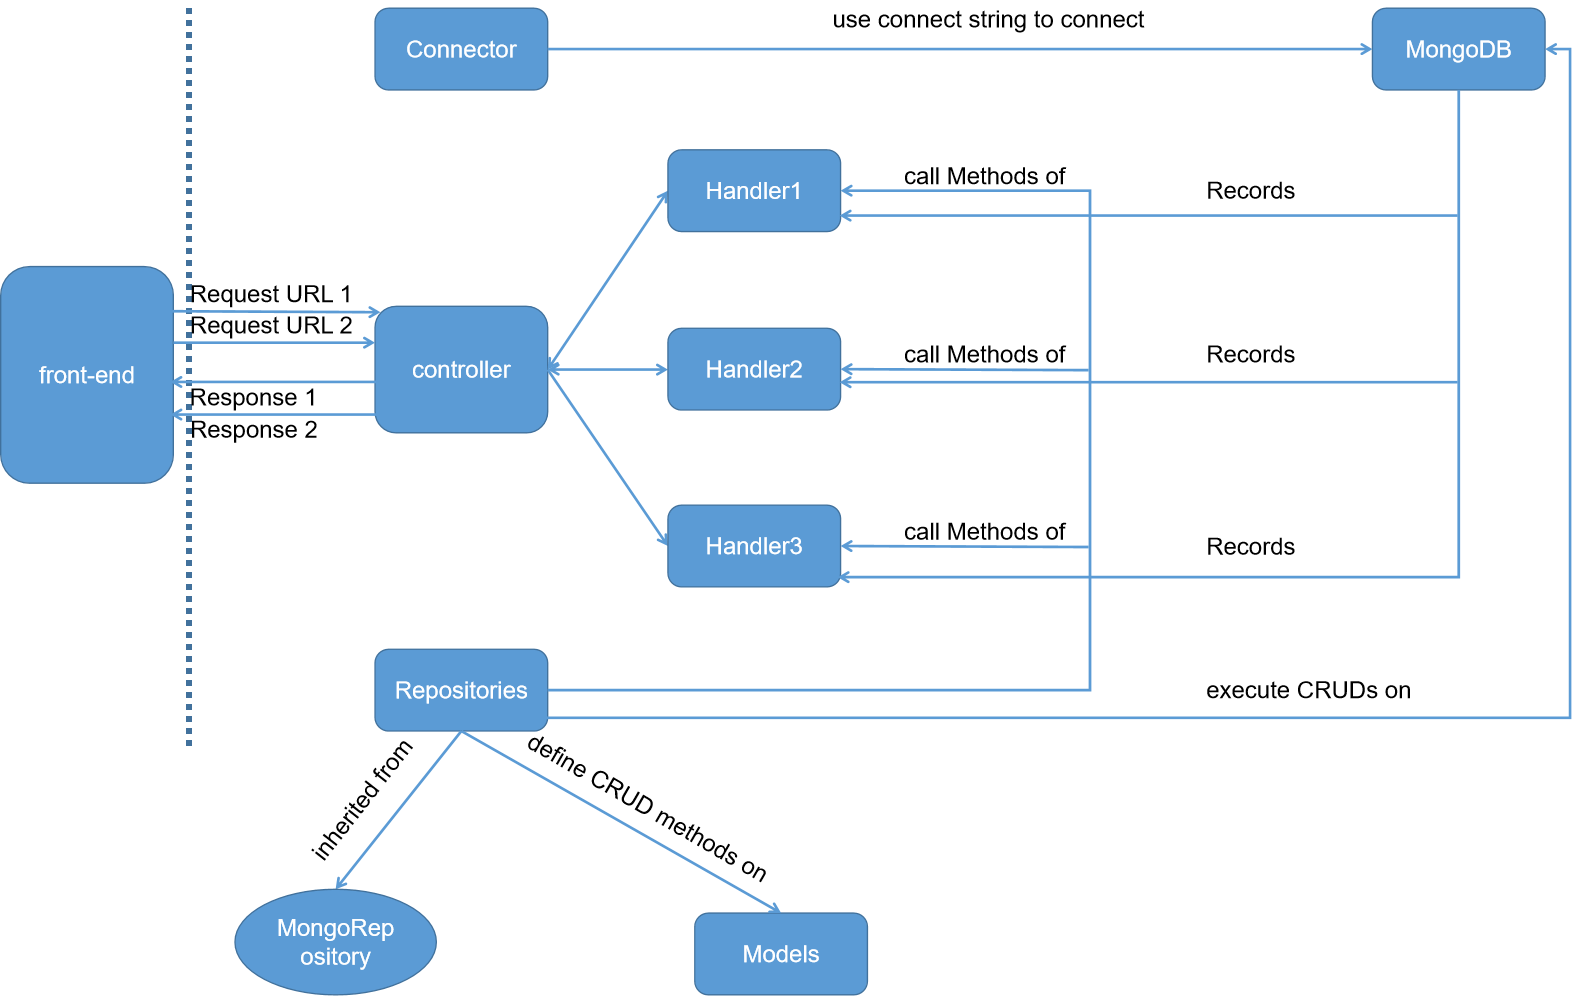 use connect string to connect
Connector
MongoDB
Handler1
call Methods of
Records
Request URL 1
Request URL 2
front-end
controller
Handler2
call Methods of
Records
Response 1
Response 2
Handler3
call Methods of
Records
Repositories
execute CRUDs on
inherited from
define CRUD methods on
MongoRep
ository
Models